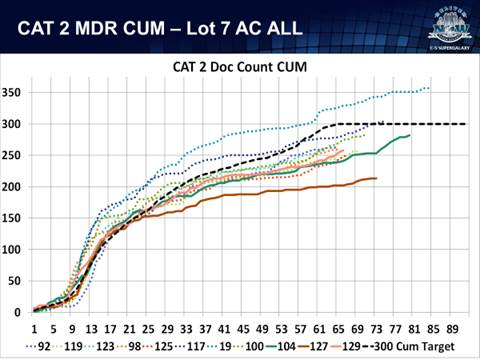 CAT 2 MDR CUM – Lot 7 AC ALL
C-5 SUPERGALAXY
CAT 2 Doc Count CUM
350
300
250
200
150
100
50
0
1 5 9 13 17 21 25 29 33 37 41 45 49 53 57 61 65 69 73 77 81 85 89
92 119 123 98 125 117 19 100 104 127 129 300 Cum Target